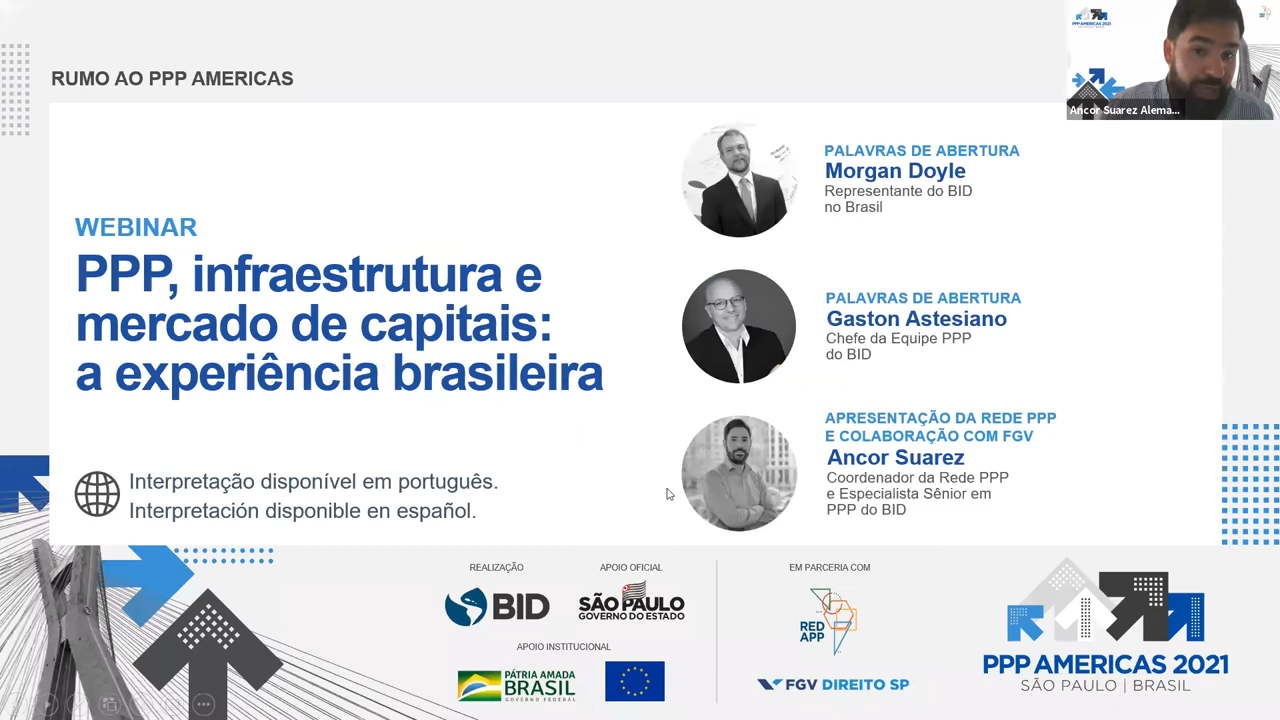 RUMO AO PPP AMERICAS
WEBINAR
PPP, infraestrutura e
mercado de capitais:
a experiência brasileira
Interpretação disponível em português.
Interpretación disponible en español.
PALAVRAS DE ABERTURA
Morgan Doyle
Representante do BID
no Brasil
PALAVRAS DE ABERTURA
Gaston Astesiano
Chefe da Equipe PPP
do BID
APRESENTAÇÃO DA REDE PPP
E COLABORAÇÃO COM FGV
Ancor Suarez
Coordenador da Rede PPP
e Especialista Sênior em
PPP do BID
PPP AMERICAS 2021
Ancor Suarez Alema...
REALIZAÇÃO
BID
APOIO OFICIAL
SÃO PAULO
GOVERNO DO ESTADO
APOIO INSTITUCIONAL
PÁTRIA AMADA
BRASIL
GOVERNO FEDERAL
EM PARCERIA COM
RED
APP
FGV DIREITO SP
PPP AMERICAS 2021
SÃO PAULO | BRASIL